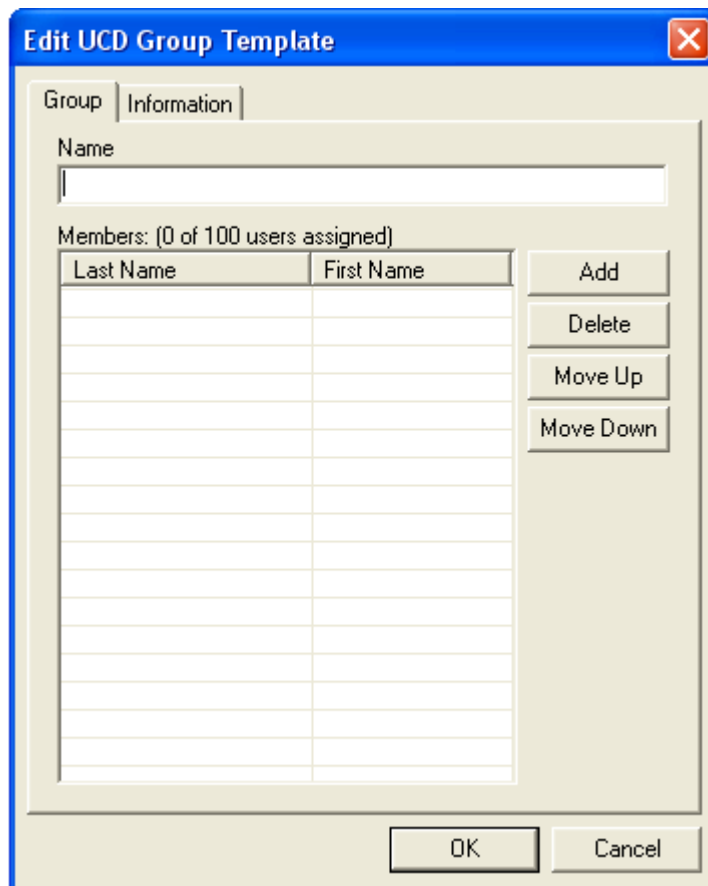 Edit UCD Group Template
Group Information
Name
Members: (0 of 100 users assigned)
Last Name First Name
Add
Delete
Move Up
Move Down
OK Cancel